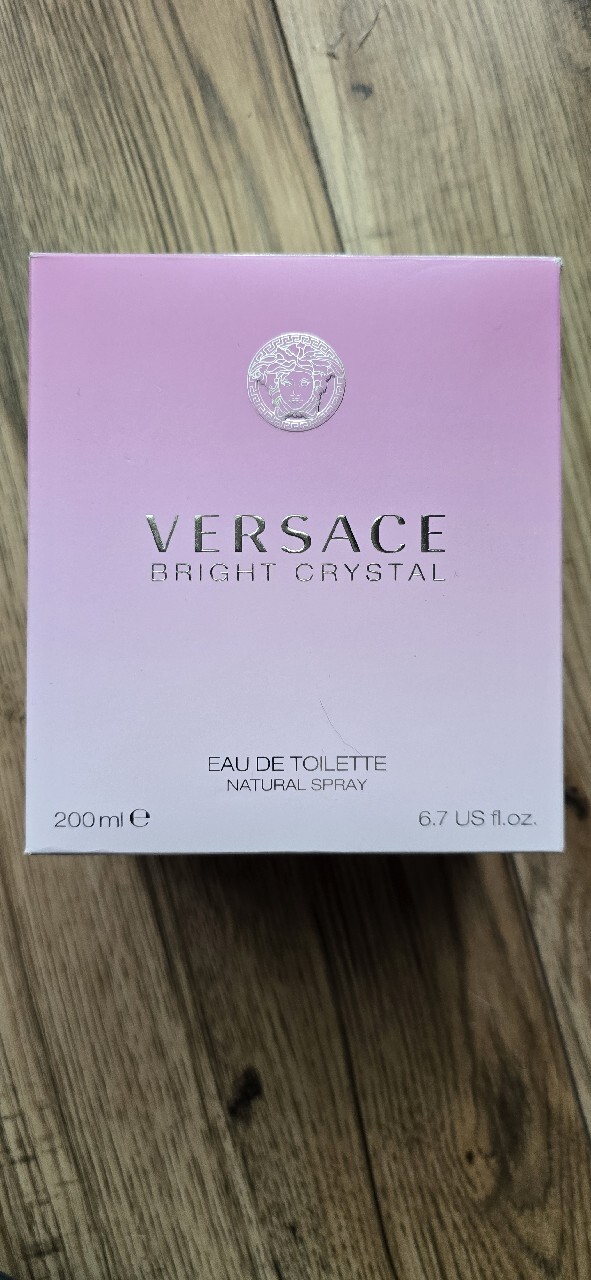 VERSACE
BRIGHT CRYSTAL
EAU DE TOILETTE
NATURAL SPRAY
200 ml ℮
6.7 US fl.oz.